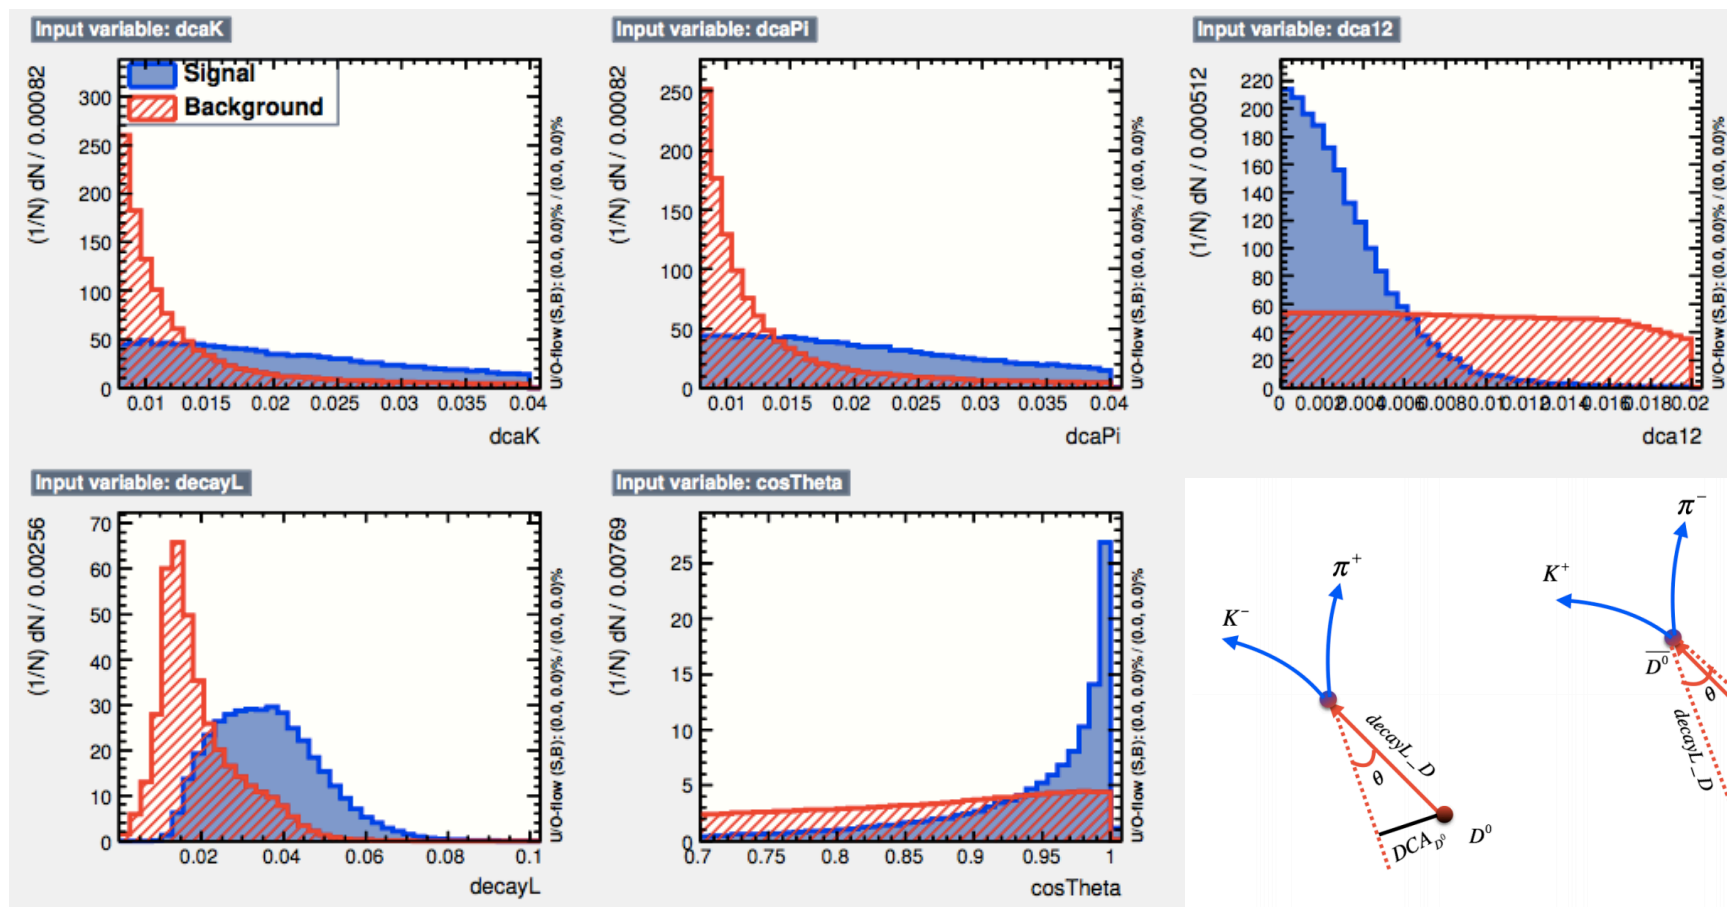 Input variable: dcaK
Signal
Background
(1/N) dN / 0.00082
300
250
200
150
100
50
0
0.01 0.015 0.02 0.025 0.03 0.035 0.04
dcaK
U/O-flow (S,B): (0.0, 0.0)% / (0.0, 0.0)%
Input variable: dcaPi
(1/N) dN / 0.00082
250
200
150
100
50
0
0.01 0.015 0.02 0.025 0.03 0.035 0.04
dcaPi
U/O-flow (S,B): (0.0, 0.0)% / (0.0, 0.0)%
Input variable: dca12
(1/N) dN / 0.000512
220
200
180
160
140
120
100
80
60
40
20
0
0 0.002 0.004 0.006 0.008 0.01 0.012 0.014 0.016 0.018 0.02
dca12
U/O-flow (S,B): (0.0, 0.0)% / (0.0, 0.0)%
Input variable: decayL
(1/N) dN / 0.00256
70
60
50
40
30
20
10
0
0.02 0.04 0.06 0.08 0.1
decayL
U/O-flow (S,B): (0.0, 0.0)% / (0.0, 0.0)%
Input variable: cosTheta
(1/N) dN / 0.00769
25
20
15
10
5
0
0.7 0.75 0.8 0.85 0.9 0.95 1
cosTheta
U/O-flow (S,B): (0.0, 0.0)% / (0.0, 0.0)%
π⁺
K⁻
decayL_D
θ
DCA_D⁰
D⁰
π⁻
K⁺
D̅⁰
θ
decayL_D